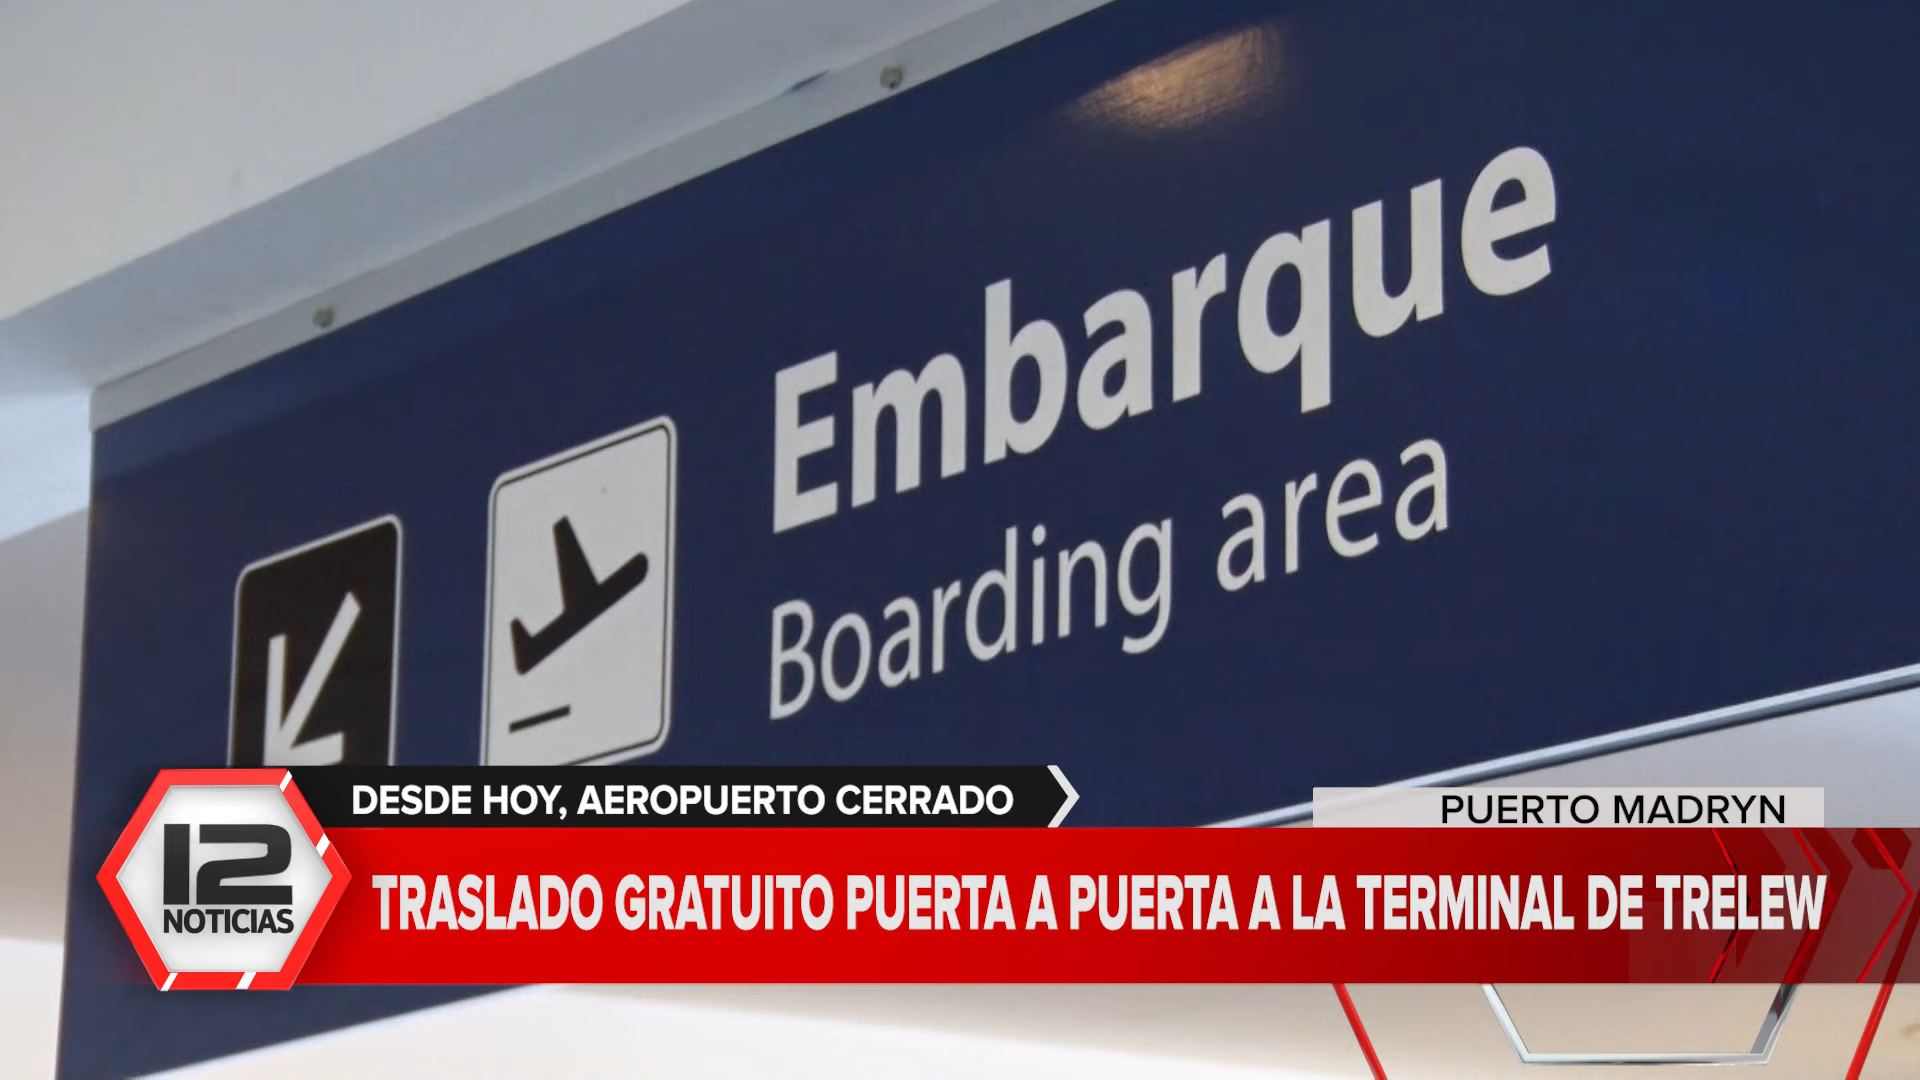 Embarque
Boarding area
DESDE HOY, AEROPUERTO CERRADO
PUERTO MADRYN
12
NOTICIAS
TRASLADO GRATUITO PUERTA A PUERTA A LA TERMINAL DE TRELEW